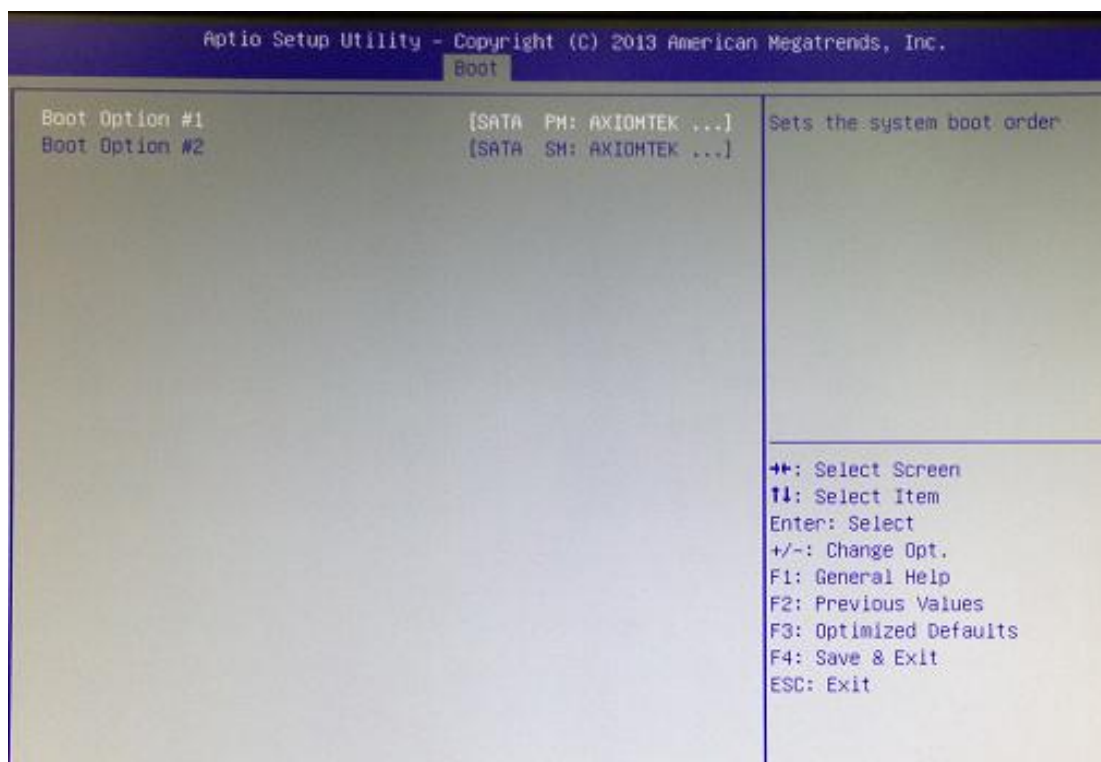 Aptio Setup Utility - Copyright (C) 2013 American Megatrends, Inc.
Boot
Boot Option #1 [SATA PM: AXIOMTEK ...]
Boot Option #2 [SATA SM: AXIOMTEK ...]
Sets the system boot order
→←: Select Screen
↑↓: Select Item
Enter: Select
+/-: Change Opt.
F1: General Help
F2: Previous Values
F3: Optimized Defaults
F4: Save & Exit
ESC: Exit